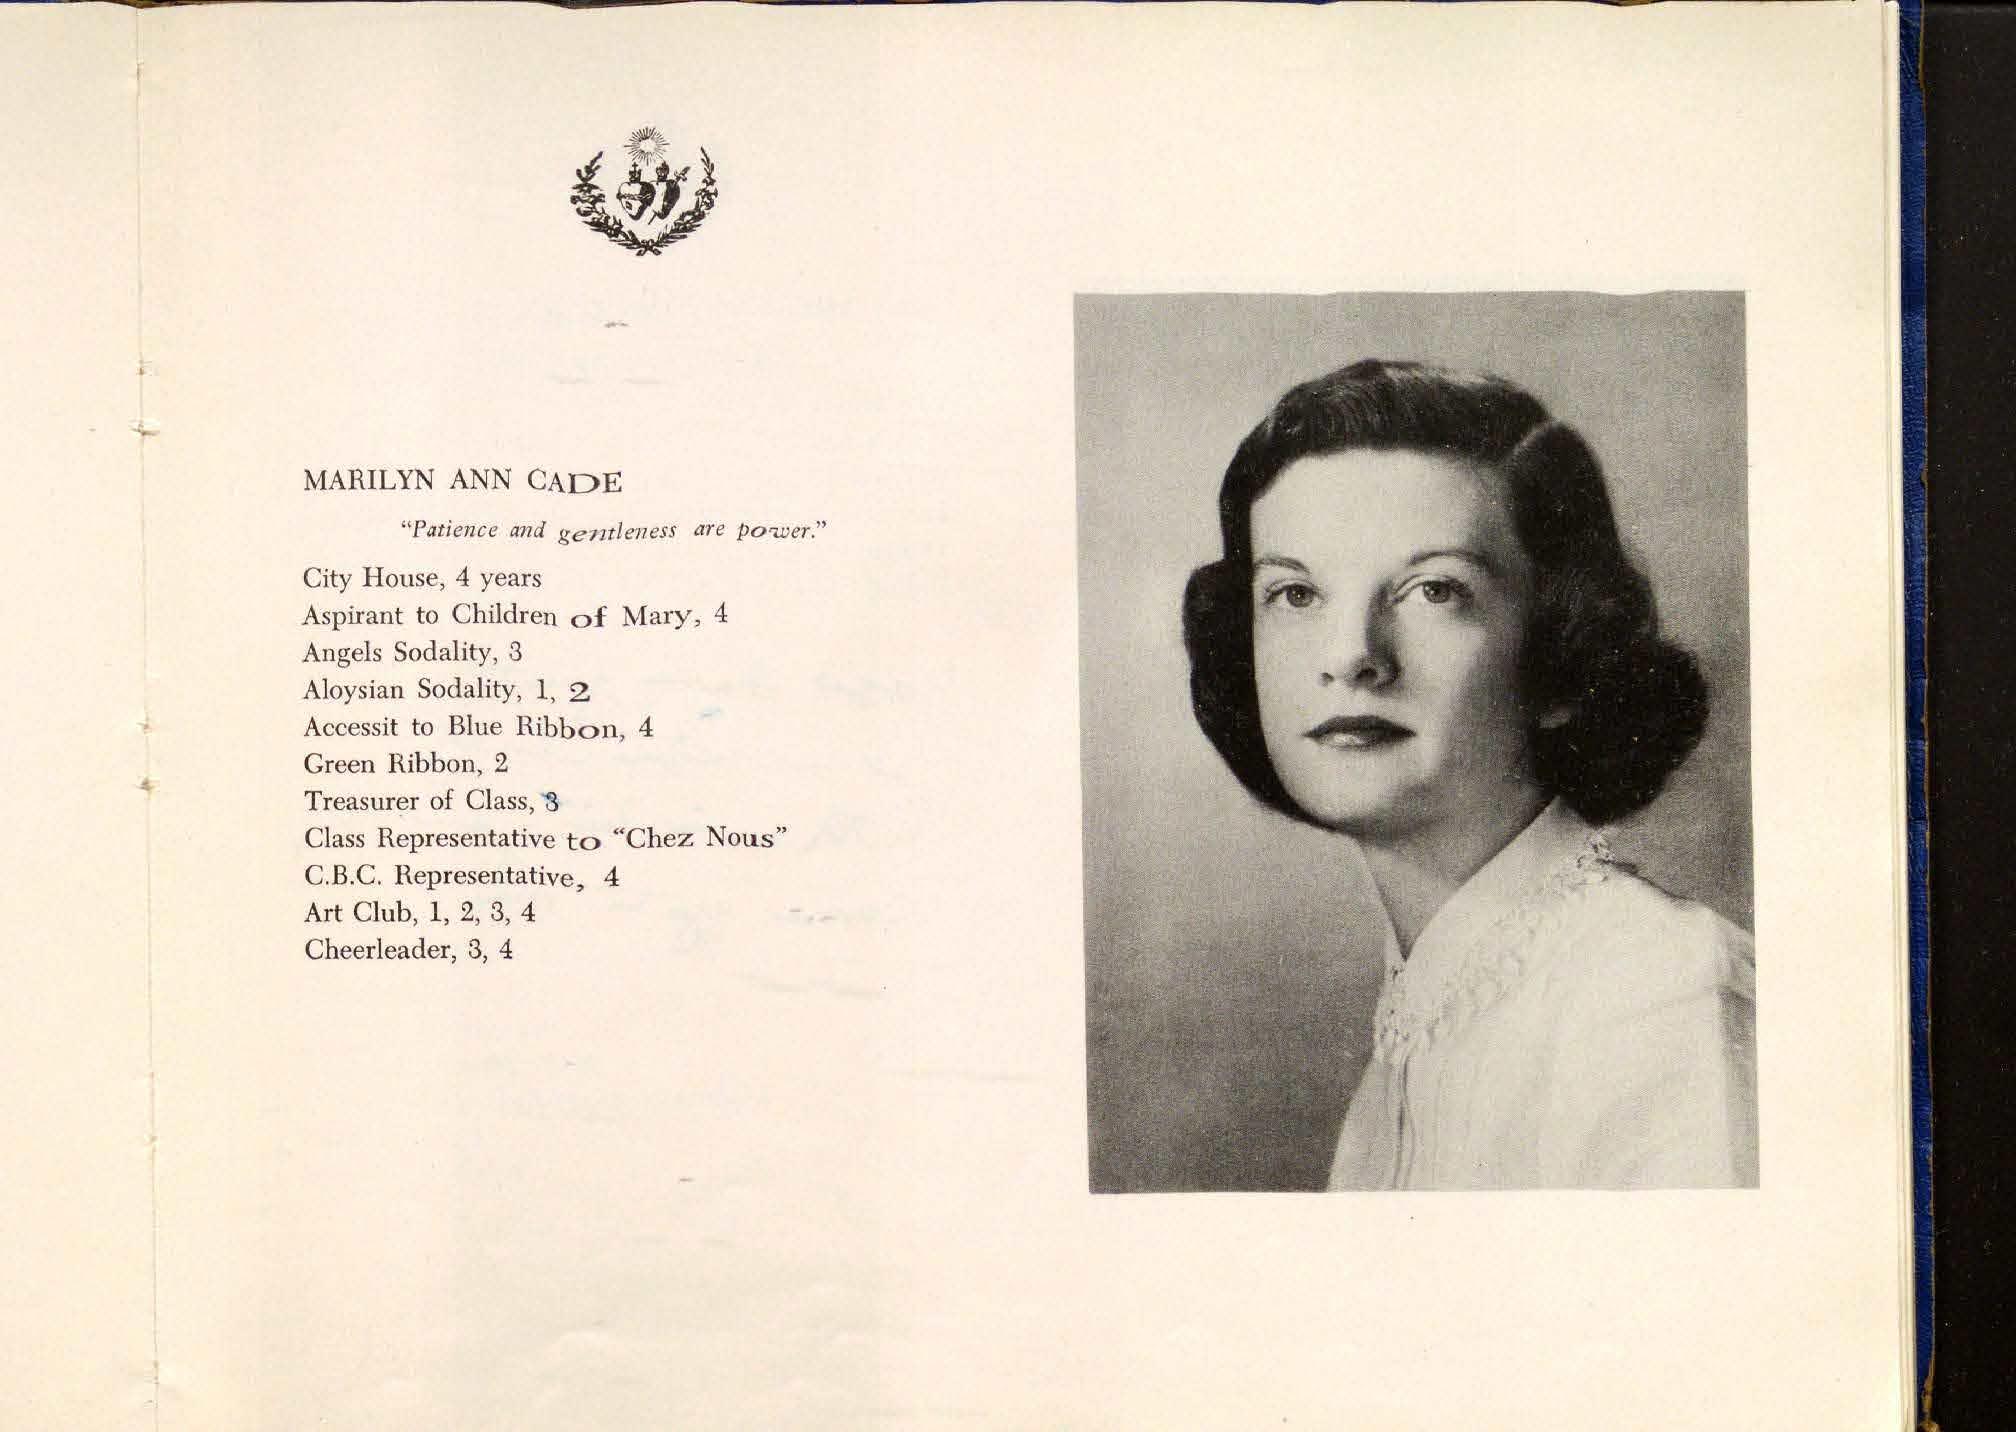 MARILYN ANN CADE
“Patience and gentleness are power.”
City House, 4 years
Aspirant to Children of Mary, 4
Angels Sodality, 3
Aloysian Sodality, 1, 2
Accessit to Blue Ribbon, 4
Green Ribbon, 2
Treasurer of Class, 3
Class Representative to “Chez Nous”
C.B.C. Representative, 4
Art Club, 1, 2, 3, 4
Cheerleader, 3, 4